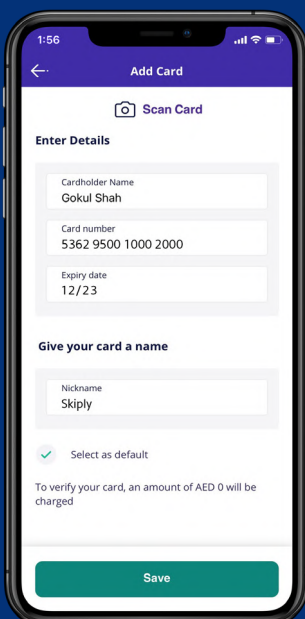 1:56
Add Card
Scan Card
Enter Details
Cardholder Name
Gokul Shah
Card number
5362 9500 1000 2000
Expiry date
12/23
Give your card a name
Nickname
Skiply
Select as default
To verify your card, an amount of AED 0 will be
charged
Save